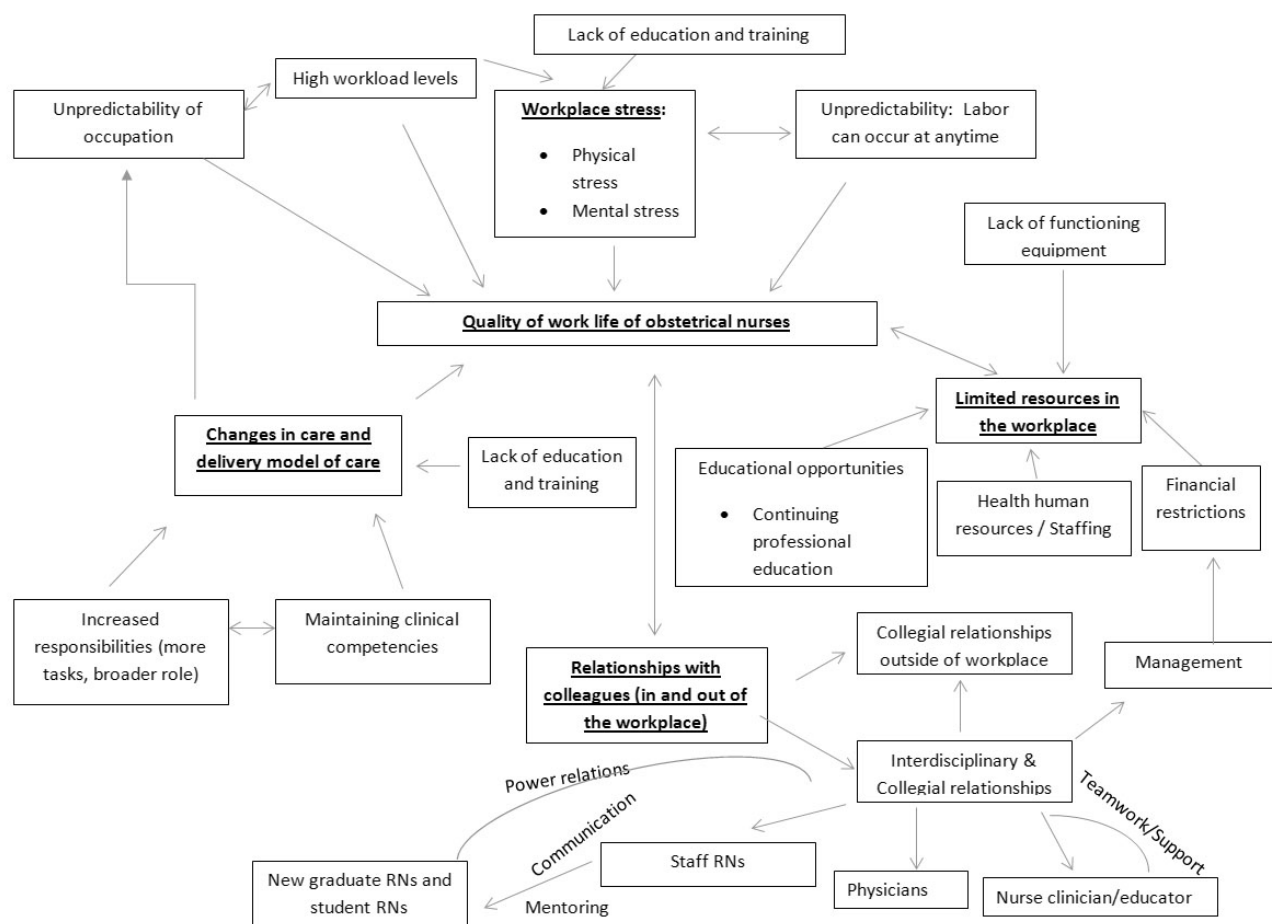 Lack of education and training
High workload levels
Unpredictability of
occupation
Workplace stress:
• Physical
stress
• Mental stress
Unpredictability: Labor
can occur at anytime
Lack of functioning
equipment
Quality of work life of obstetrical nurses
Limited resources in
the workplace
Changes in care and
delivery model of care
Lack of education
and training
Educational opportunities
• Continuing
professional
education
Health human
resources / Staffing
Financial
restrictions
Increased
responsibilities (more
tasks, broader role)
Maintaining clinical
competencies
Relationships with
colleagues (in and out of
the workplace)
Collegial relationships
outside of workplace
Management
Interdisciplinary &
Collegial relationships
Power relations
Communication
Teamwork/Support
Staff RNs
New graduate RNs and
student RNs
Mentoring
Physicians
Nurse clinician/educator